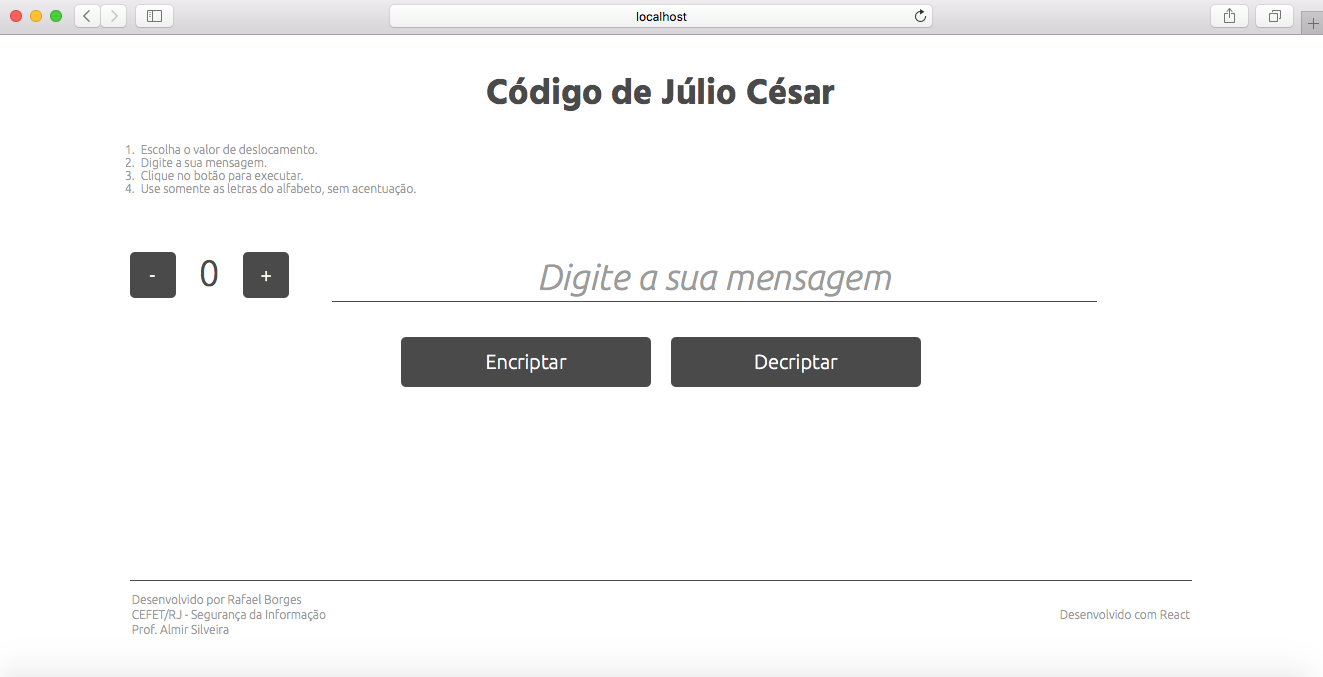 localhost
Código de Júlio César
1. Escolha o valor de deslocamento.
2. Digite a sua mensagem.
3. Clique no botão para executar.
4. Use somente as letras do alfabeto, sem acentuação.
- 0 + Digite a sua mensagem
Encriptar Decriptar
Desenvolvido por Rafael Borges
CEFET/RJ - Segurança da Informação
Prof. Almir Silveira
Desenvolvido com React